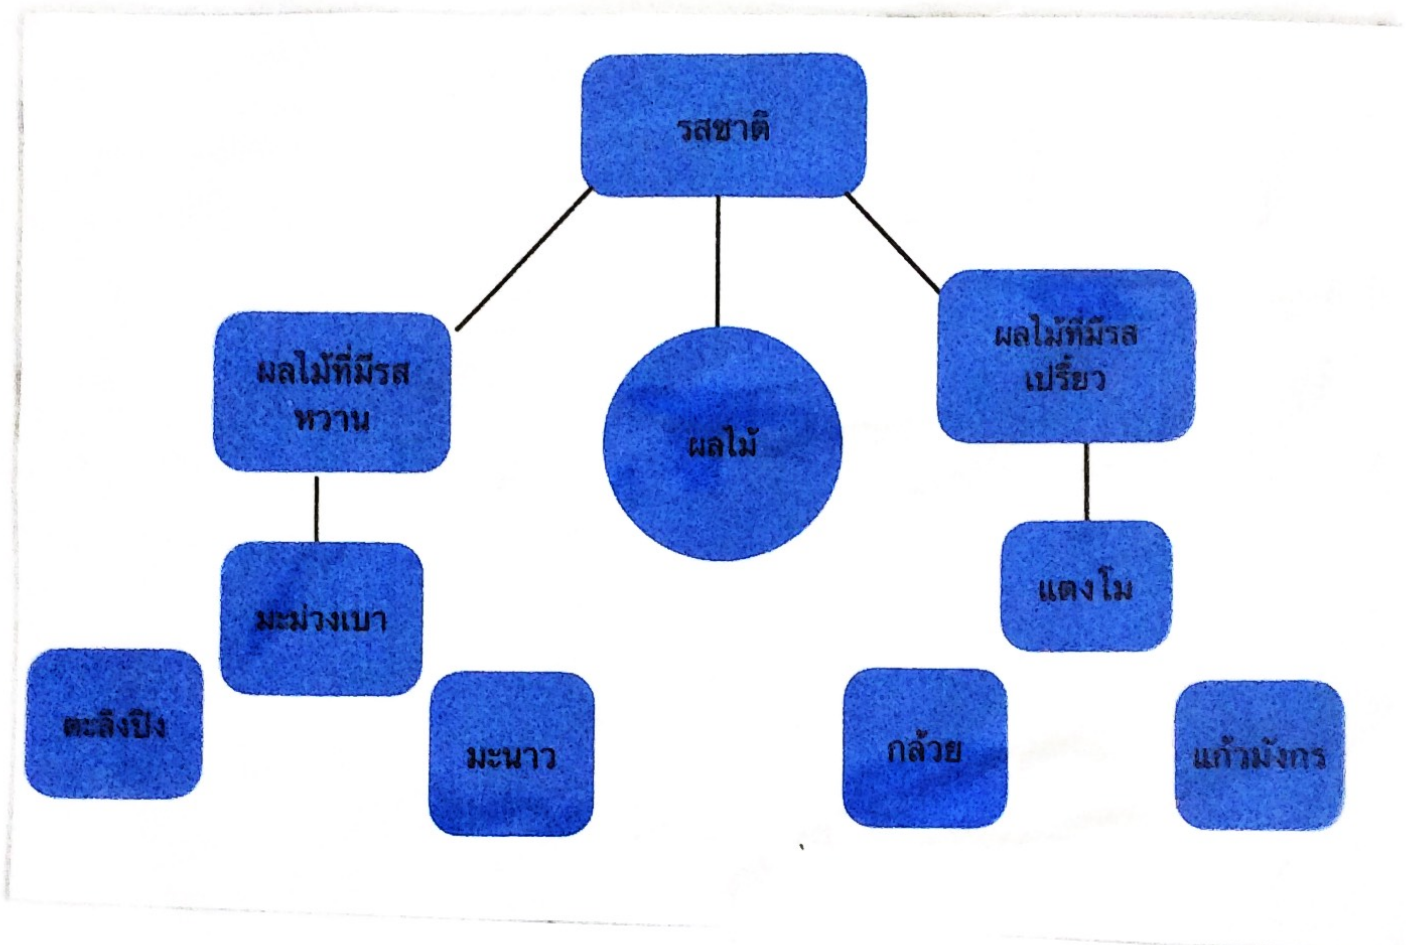 รสชาติ
ผลไม้ที่มีรส
หวาน
ผลไม้
ผลไม้ที่มีรส
เปรี้ยว
มะม่วงเบา
แตงโม
ตะลิงปิง
มะนาว
กล้วย
แก้วมังกร